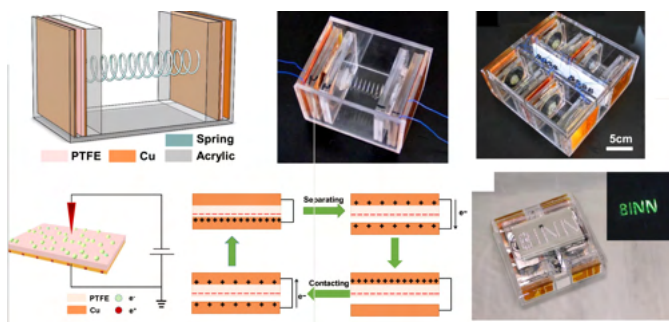 Spring
PTFE Cu Acrylic
5cm
Separating
e-
PTFE e-
Cu e+
Contacting
e-
BINN
BINN